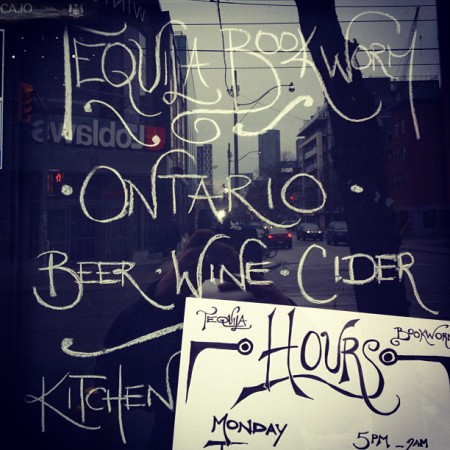 CAJO
TEQUILA BOOKWORM
loblaws
· ONTARIO ·
BEER · WINE · CIDER
KITCHEN
TEQUILA HOURS BOOKWORM
MONDAY 5PM - 2AM